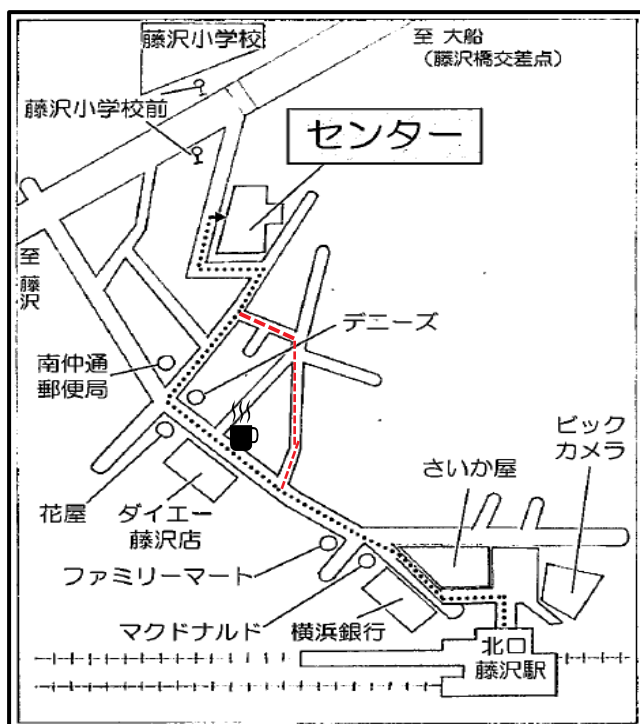 藤沢小学校
至 大船
(藤沢橋交差点)
藤沢小学校前
センター
至
藤
沢
デニーズ
南仲通
郵便局
ビック
カメラ
さいか屋
花屋
ダイエー
藤沢店
ファミリーマート
マクドナルド
横浜銀行
北口
藤沢駅